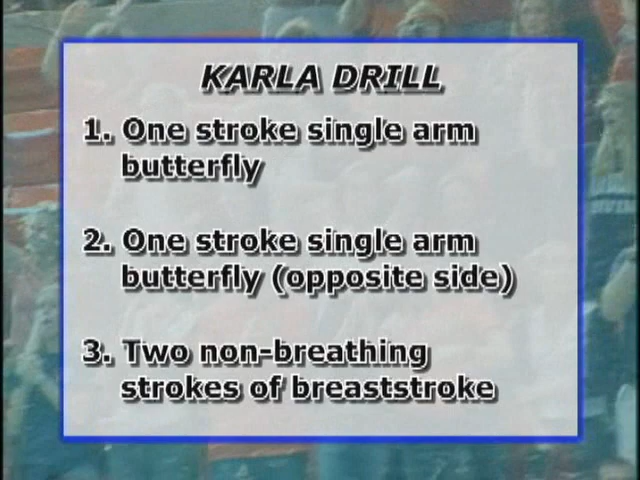 KARLA DRILL
1. One stroke single arm
butterfly
2. One stroke single arm
butterfly (opposite side)
3. Two non-breathing
strokes of breaststroke